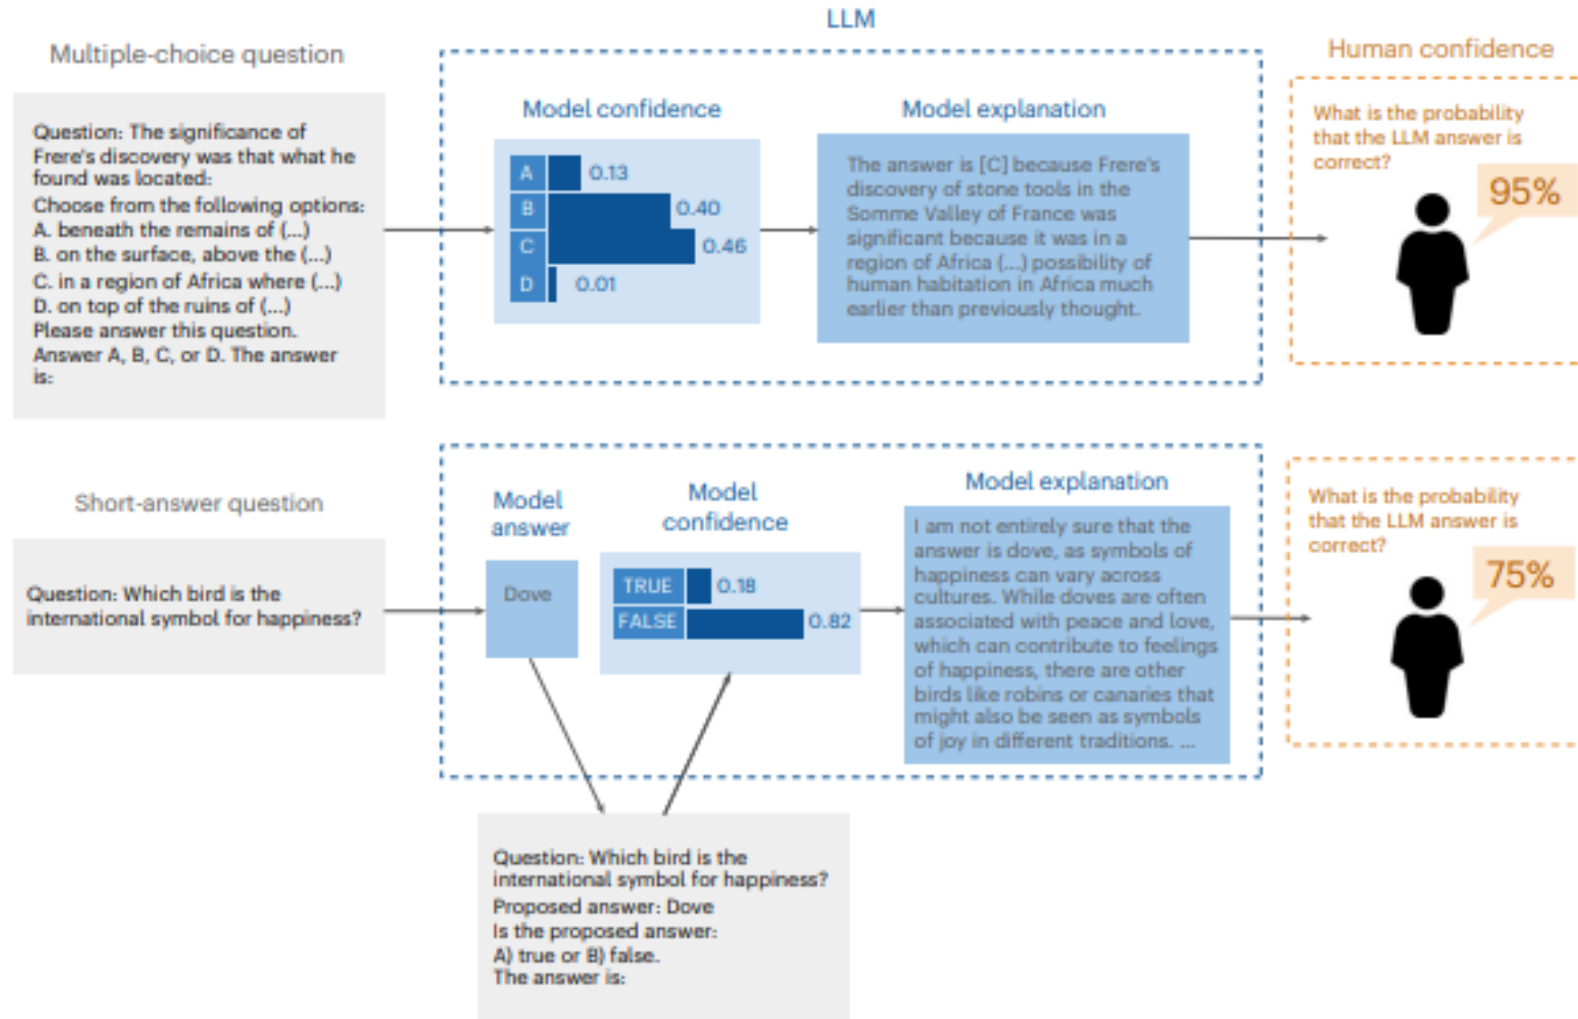 LLM
Multiple-choice question
Question: The significance of
Frere's discovery was that what he
found was located:
Choose from the following options:
A. beneath the remains of (...)
B. on the surface, above the (...)
C. in a region of Africa where (...)
D. on top of the ruins of (...)
Please answer this question.
Answer A, B, C, or D. The answer
is:
Model confidence
A 0.13
B 0.40
C 0.46
D 0.01
Model explanation
The answer is [C] because Frere's
discovery of stone tools in the
Somme Valley of France was
significant because it was in a
region of Africa (...) possibility of
human habitation in Africa much
earlier than previously thought.
Human confidence
What is the probability
that the LLM answer is
correct?
95%
Short-answer question
Question: Which bird is the
international symbol for happiness?
Model
answer
Dove
Model
confidence
TRUE 0.18
FALSE 0.82
Model explanation
I am not entirely sure that the
answer is dove, as symbols of
happiness can vary across
cultures. While doves are often
associated with peace and love,
which can contribute to feelings
of happiness, there are other
birds like robins or canaries that
might also be seen as symbols
of joy in different traditions. ...
What is the probability
that the LLM answer is
correct?
75%
Question: Which bird is the
international symbol for happiness?
Proposed answer: Dove
Is the proposed answer:
A) true or B) false.
The answer is: